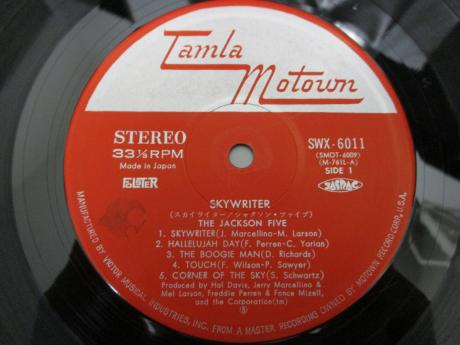 Tamla
Motown
STEREO
33⅓RPM
Made in Japan
SWX-6011
(SMOT-6009)
(M-761L-A)
SIDE 1
JASRAC
SKYWRITER
(スカイライター/ジャクソン・ファイブ)
THE JACKSON FIVE
1. SKYWRITER(J. Marcellino-M. Larson)
2. HALLELUJAH DAY(F. Perren-C. Yarian)
3. THE BOOGIE MAN(D. Richards)
4. TOUCH(F. Wilson-P. Sawyer)
5. CORNER OF THE SKY(S. Schwartz)
Produced by Hal Davis, Jerry Marcellino &
Mel Larson, Freddie Perren & Fonce Mizell,
and the Corporation(tm)
Ⓢ
MANUFACTURED BY VICTOR MUSICAL INDUSTRIES, INC. FROM A MASTER RECORDING OWNED BY MOTOWN RECORD CORP., U.S.A.